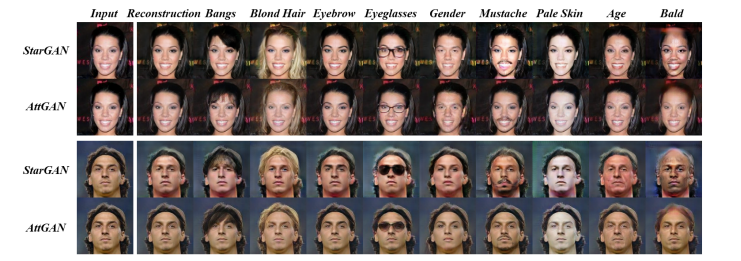 Input Reconstruction Bangs Blond Hair Eyebrow Eyeglasses Gender Mustache Pale Skin Age Bald
StarGAN
AttGAN
StarGAN
AttGAN